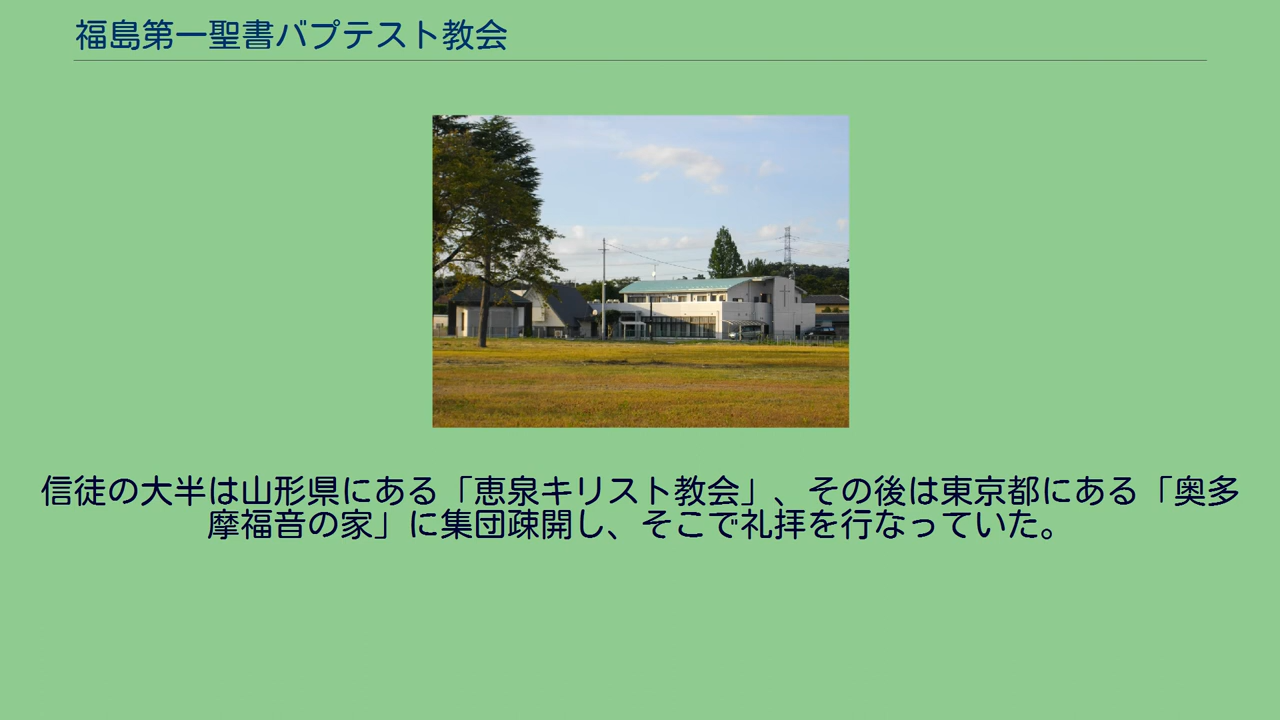 福島第一聖書バプテスト教会
信徒の大半は山形県にある「恵泉キリスト教会」、その後は東京都にある「奥多
摩福音の家」に集団疎開し、そこで礼拝を行なっていた。